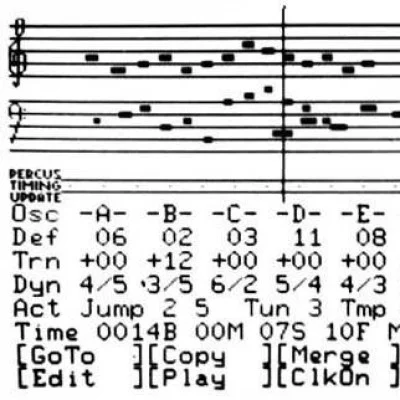 PERCUS
TIMING
UPDATE
Osc -A- -B- -C- -D- -E-
Def 06 02 03 11 08
Trn +00 +12 +00 +00 +00
Dyn 4/5 3/5 6/2 5/4 4/3
Act Jump 2 5 Tun 3 Tmp
Time 0014B 00M 07S 10F M
[GoTo ][Copy ][Merge ]
[Edit ][Play ][ClkOn ]